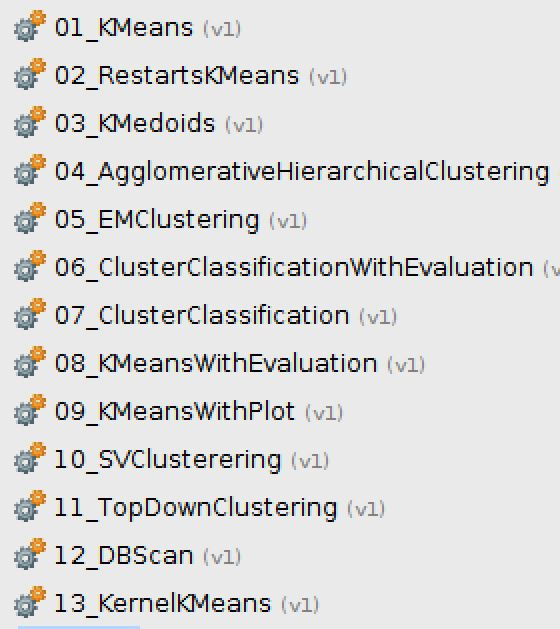 01_KMeans (v1)
02_RestartsKMeans (v1)
03_KMedoids (v1)
04_AgglomerativeHierarchicalClustering
05_EMClustering (v1)
06_ClusterClassificationWithEvaluation (v
07_ClusterClassification (v1)
08_KMeansWithEvaluation (v1)
09_KMeansWithPlot (v1)
10_SVClusterering (v1)
11_TopDownClustering (v1)
12_DBScan (v1)
13_KernelKMeans (v1)